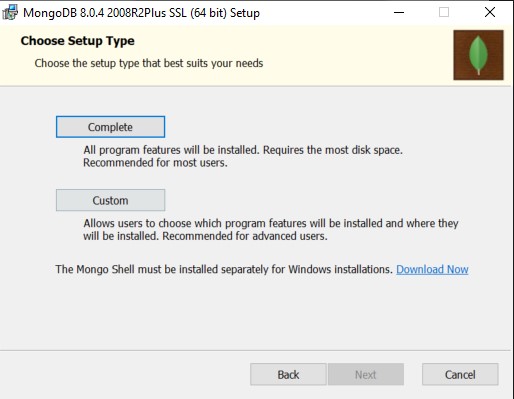 MongoDB 8.0.4 2008R2Plus SSL (64 bit) Setup
Choose Setup Type
Choose the setup type that best suits your needs
Complete
All program features will be installed. Requires the most disk space.
Recommended for most users.
Custom
Allows users to choose which program features will be installed and where they
will be installed. Recommended for advanced users.
The Mongo Shell must be installed separately for Windows installations. Download Now
Back Next Cancel